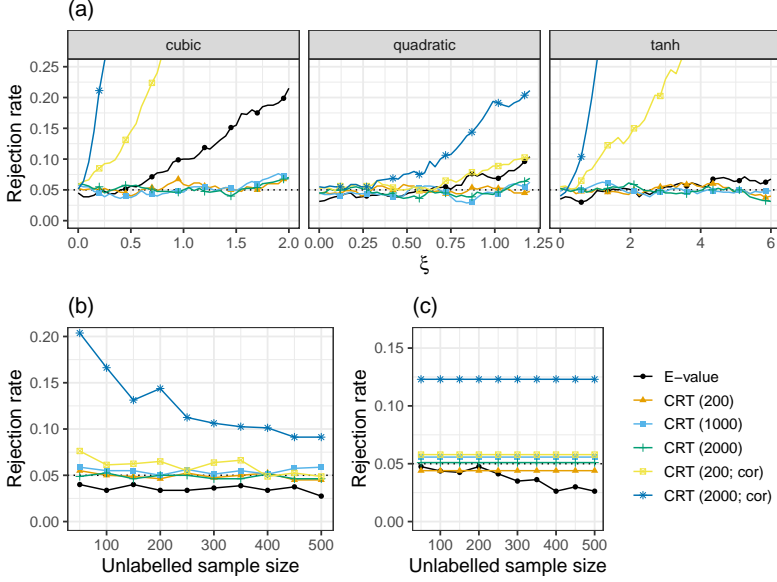 (a)
cubic
quadratic
tanh
Rejection rate
0.25
0.20
0.15
0.10
0.05
0.00
0.0 0.5 1.0 1.5 2.0
0.00 0.25 0.50 0.75 1.00 1.25
0 2 4 6
ξ
(b)
Rejection rate
0.20
0.15
0.10
0.05
0.00
100 200 300 400 500
Unlabelled sample size
(c)
Rejection rate
0.15
0.10
0.05
0.00
100 200 300 400 500
Unlabelled sample size
E−value
CRT (200)
CRT (1000)
CRT (2000)
CRT (200; cor)
CRT (2000; cor)